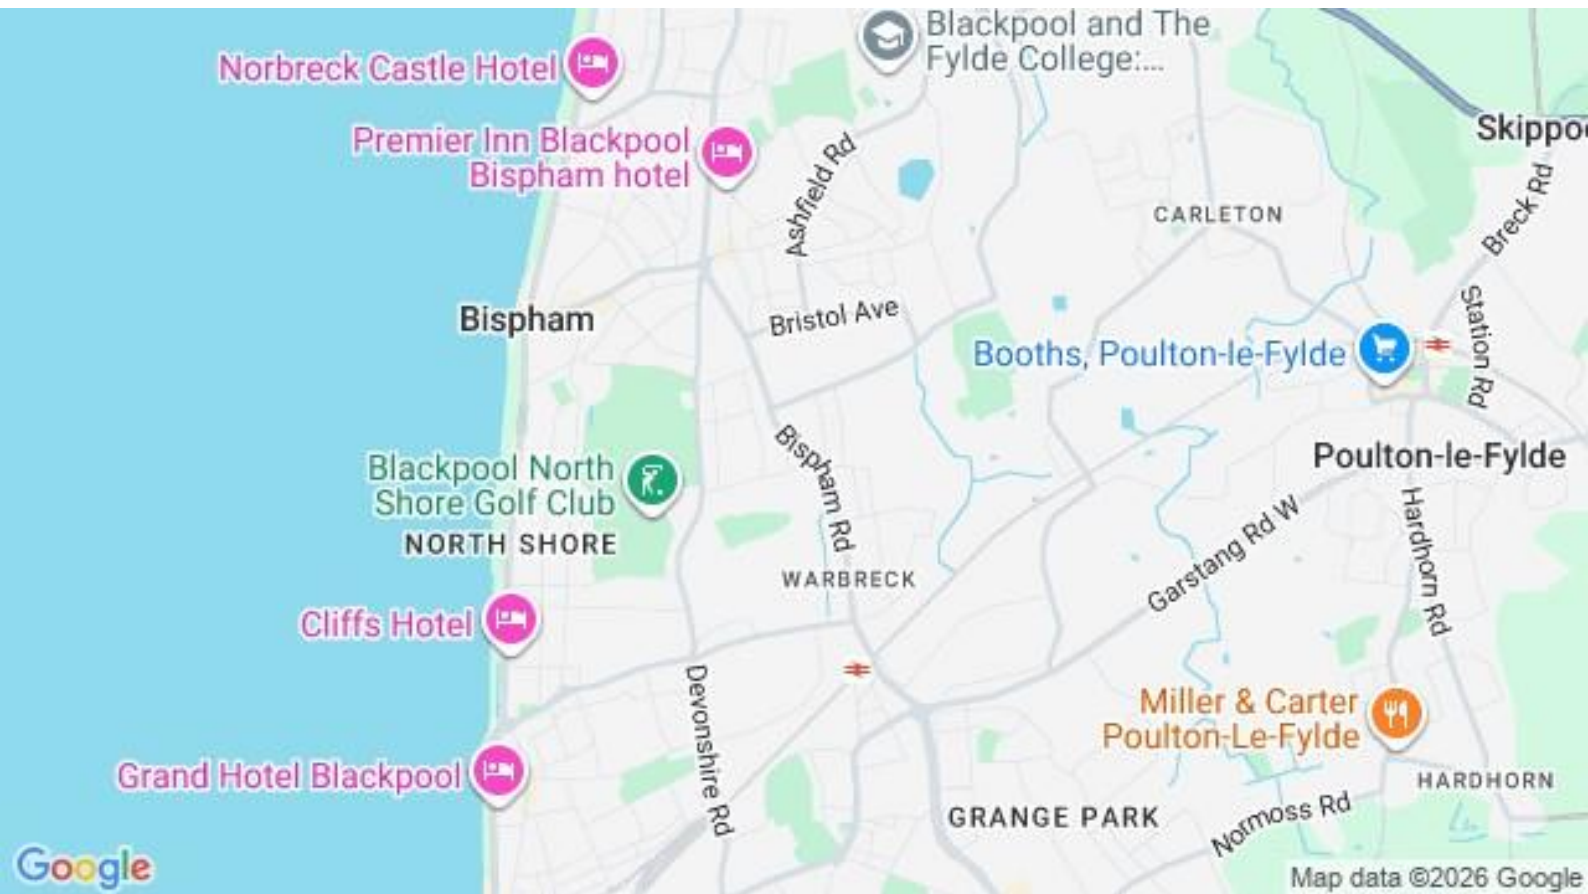 Blackpool and The
Fylde College:...
Norbreck Castle Hotel
Premier Inn Blackpool
Bispham hotel
Ashfield Rd
Skippo
Breck Rd
CARLETON
Station Rd
Bispham
Bristol Ave
Booths, Poulton-le-Fylde
Blackpool North
Shore Golf Club
NORTH SHORE
Bispham Rd
Poulton-le-Fylde
Garstang Rd W
Hardhorn Rd
WARBRECK
Cliffs Hotel
Devonshire Rd
Miller & Carter
Poulton-Le-Fylde
Grand Hotel Blackpool
HARDHORN
GRANGE PARK
Normoss Rd
Google
Map data ©2026 Google